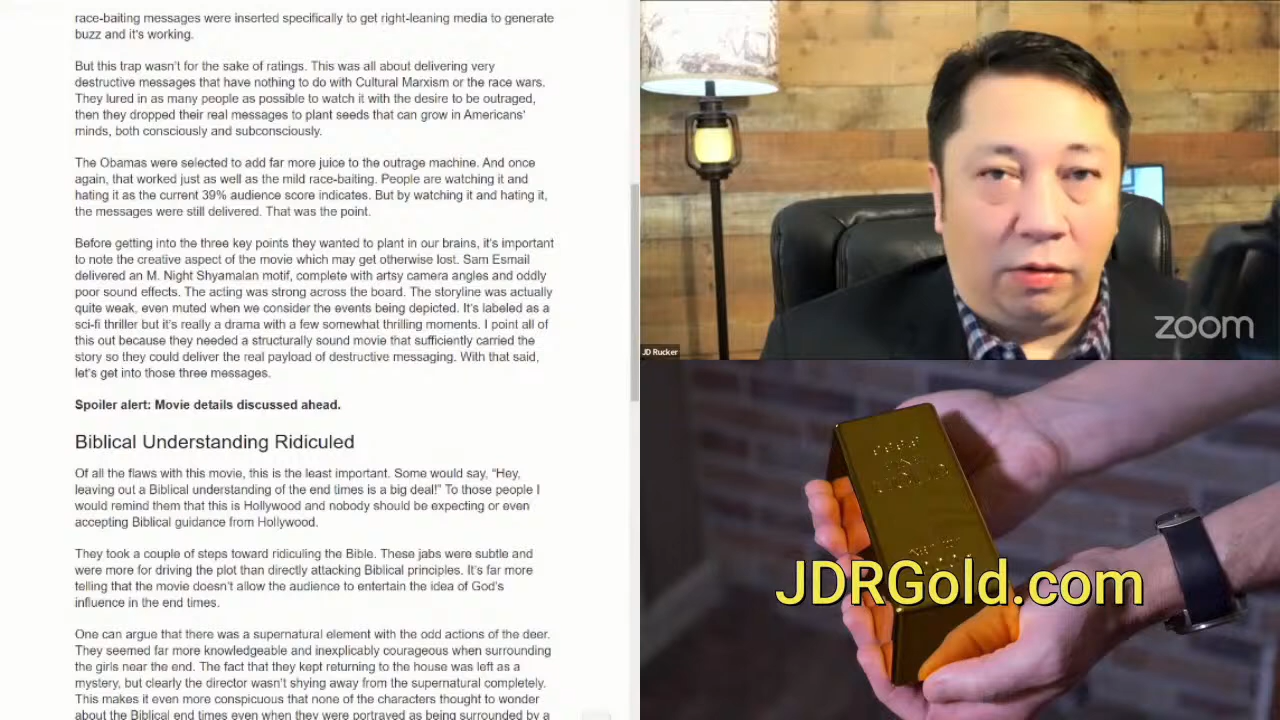 race-baiting messages were inserted specifically to get right-leaning media to generate
buzz and it's working.
But this trap wasn't for the sake of ratings. This was all about delivering very
destructive messages that have nothing to do with Cultural Marxism or the race wars.
They lured in as many people as possible to watch it with the desire to be outraged,
then they dropped their real messages to plant seeds that can grow in Americans'
minds, both consciously and subconsciously.
The Obamas were selected to add far more juice to the outrage machine. And once
again, that worked just as well as the mild race-baiting. People are watching it and
hating it as the current 39% audience score indicates. But by watching it and hating it,
the messages were still delivered. That was the point.
Before getting into the three key points they wanted to plant in our brains, it's important
to note the creative aspect of the movie which may get otherwise lost. Sam Esmail
delivered an M. Night Shyamalan motif, complete with artsy camera angles and oddly
poor sound effects. The acting was strong across the board. The storyline was actually
quite weak, even muted when we consider the events being depicted. It's labeled as a
sci-fi thriller but it's really a drama with a few somewhat thrilling moments. I point all of
this out because they needed a structurally sound movie that sufficiently carried the
story so they could deliver the real payload of destructive messaging. With that said,
let's get into those three messages.
Spoiler alert: Movie details discussed ahead.
Biblical Understanding Ridiculed
Of all the flaws with this movie, this is the least important. Some would say, "Hey,
leaving out a Biblical understanding of the end times is a big deal!" To those people I
would remind them that this is Hollywood and nobody should be expecting or even
accepting Biblical guidance from Hollywood.
They took a couple of steps toward ridiculing the Bible. These jabs were subtle and
were more for driving the plot than directly attacking Biblical principles. It's far more
telling that the movie doesn't allow the audience to entertain the idea of God's
influence in the end times.
One can argue that there was a supernatural element with the odd actions of the deer.
They seemed far more knowledgeable and inexplicably courageous when surrounding
the girls near the end. The fact that they kept returning to the house was left as a
mystery, but clearly the director wasn't shying away from the supernatural completely.
This makes it even more conspicuous that none of the characters thought to wonder
about the Biblical end times even when they were portrayed as being surrounded by a
zoom
JD Rucker
JDRGold.com